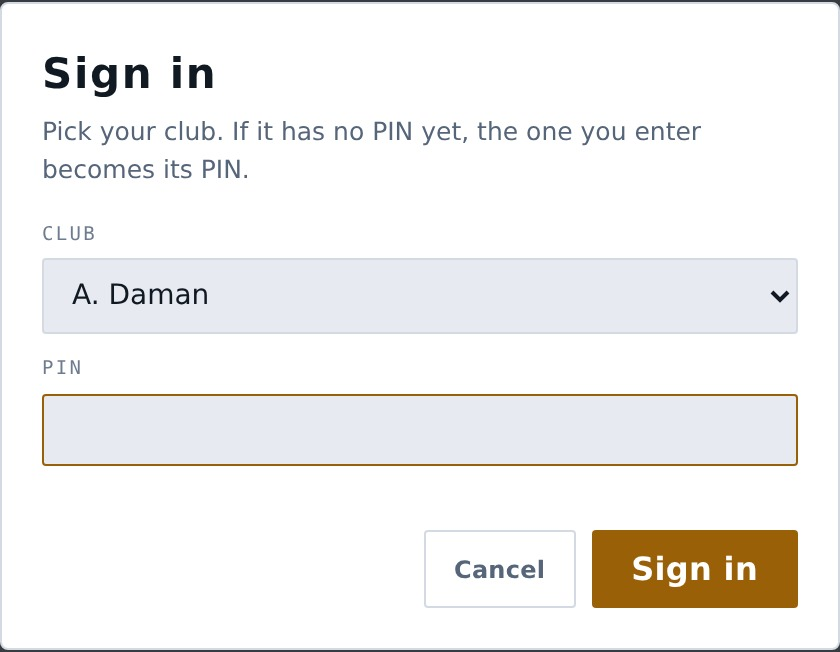 Sign in
Pick your club. If it has no PIN yet, the one you enter
becomes its PIN.
CLUB
A. Daman
PIN
Cancel
Sign in